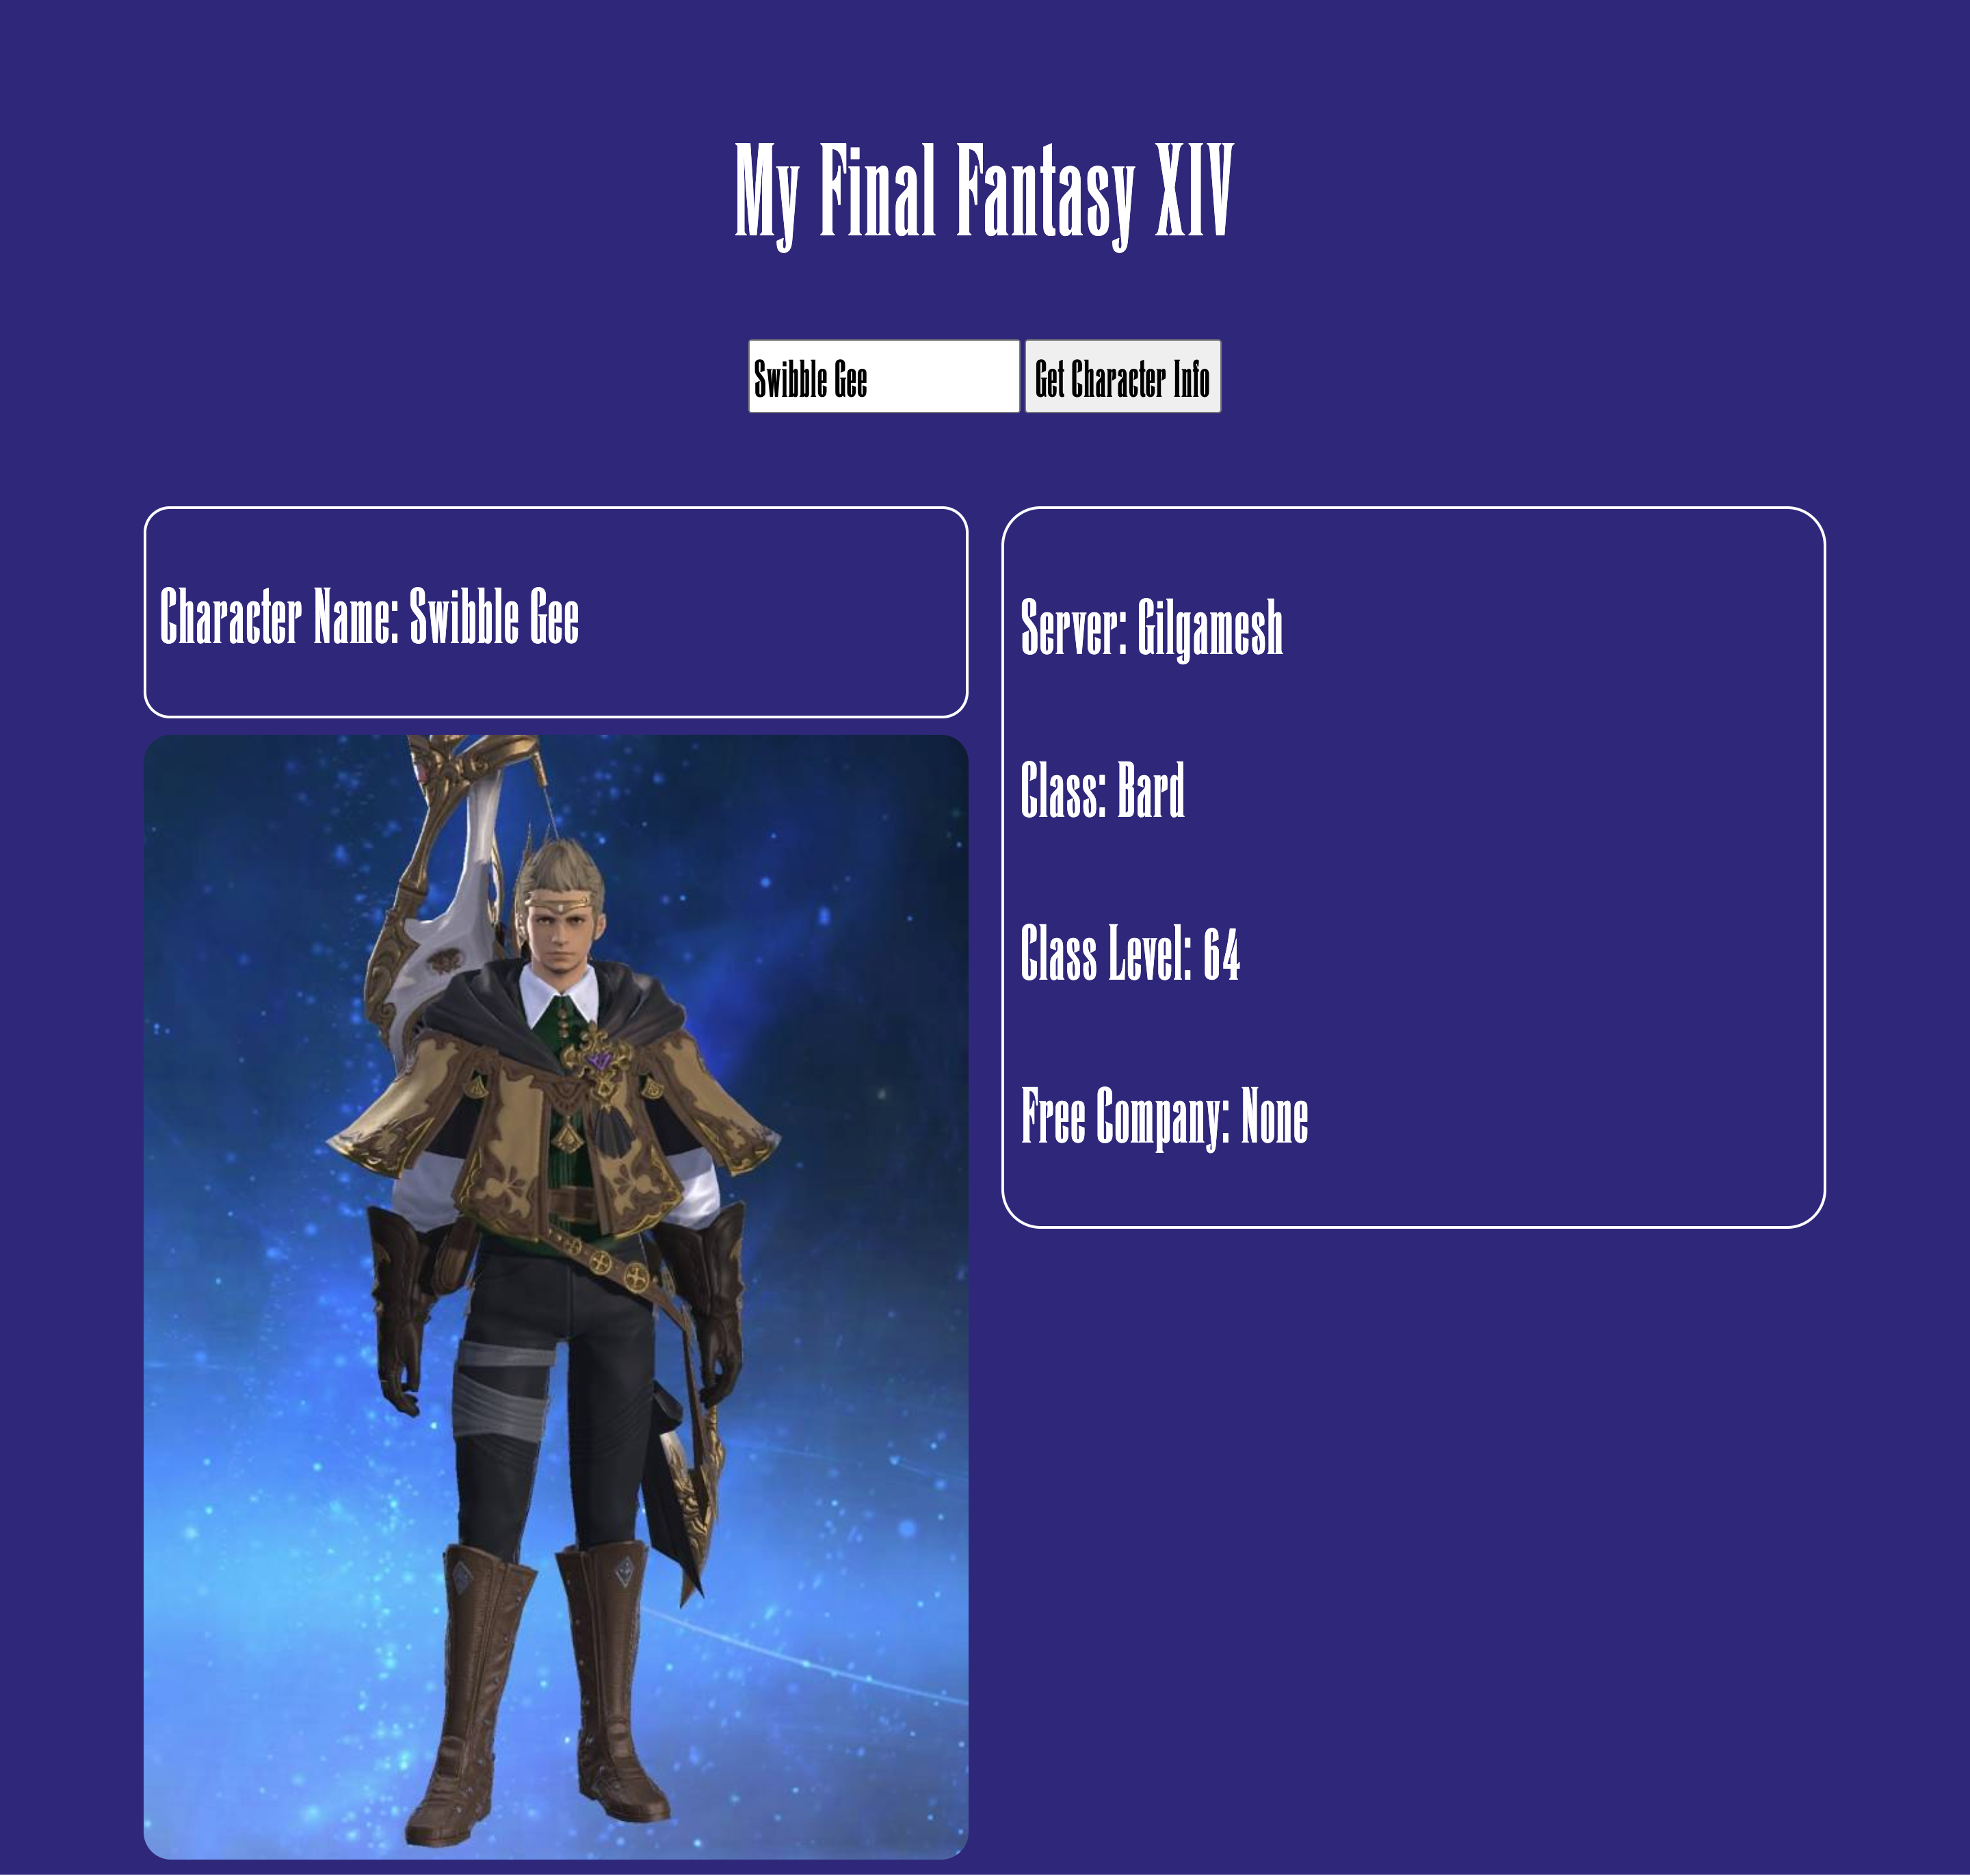 My Final Fantasy XIV
Swibble Gee
Get Character Info
Character Name: Swibble Gee
Server: Gilgamesh
Class: Bard
Class Level: 64
Free Company: None